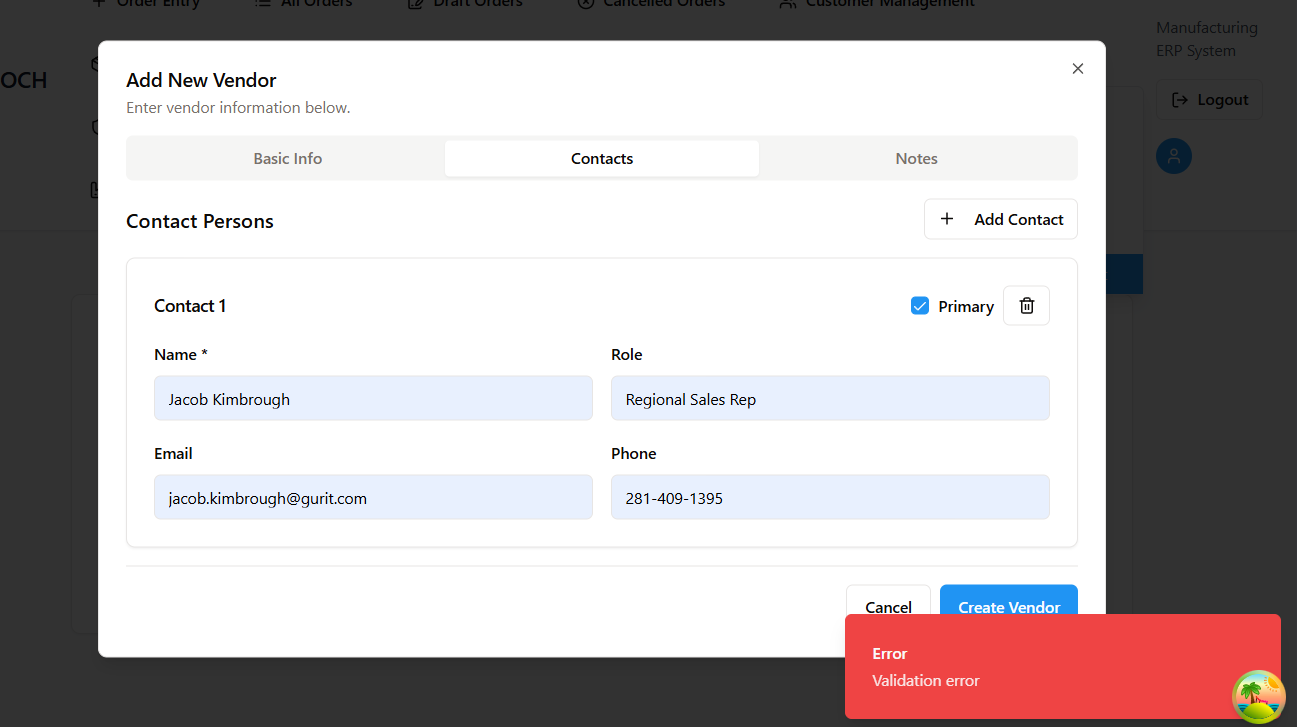 Order Entry
All Orders
Draft Orders
Cancelled Orders
Customer Management
Manufacturing
ERP System
OCH
Logout
Add New Vendor
Enter vendor information below.
Basic Info
Contacts
Notes
Contact Persons
Add Contact
Contact 1
Primary
Name *
Role
Jacob Kimbrough
Regional Sales Rep
Email
Phone
jacob.kimbrough@gurit.com
281-409-1395
Cancel
Create Vendor
Error
Validation error